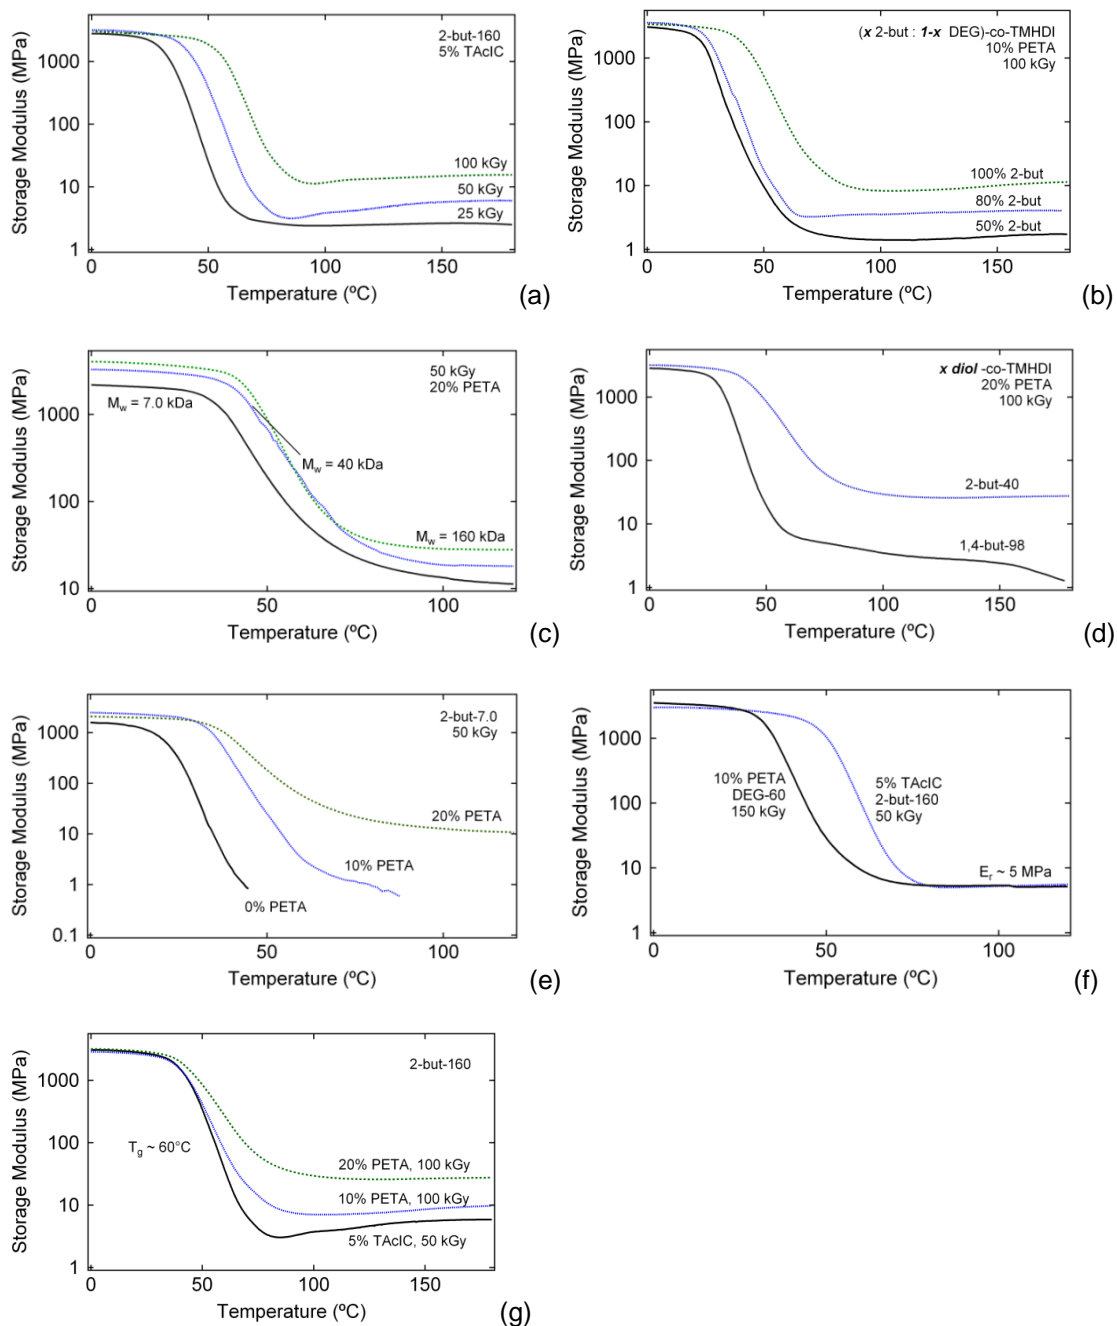 Storage Modulus (MPa)
1000
100
10
1
2-but-160
5% TAcIC
100 kGy
50 kGy
25 kGy
0 50 100 150
Temperature (ºC)
(a)
Storage Modulus (MPa)
1000
100
10
1
(x 2-but : 1-x DEG)-co-TMHDI
10% PETA
100 kGy
100% 2-but
80% 2-but
50% 2-but
0 50 100 150
Temperature (ºC)
(b)
Storage Modulus (MPa)
1000
100
10
50 kGy
20% PETA
Mw = 7.0 kDa
Mw = 40 kDa
Mw = 160 kDa
0 50 100
Temperature (ºC)
(c)
Storage Modulus (MPa)
1000
100
10
1
x diol -co-TMHDI
20% PETA
100 kGy
2-but-40
1,4-but-98
0 50 100 150
Temperature (ºC)
(d)
Storage Modulus (MPa)
1000
100
10
1
0.1
2-but-7.0
50 kGy
20% PETA
10% PETA
0% PETA
0 50 100
Temperature (ºC)
(e)
Storage Modulus (MPa)
1000
100
10
1
10% PETA
DEG-60
150 kGy
5% TAcIC
2-but-160
50 kGy
Er ~ 5 MPa
0 50 100
Temperature (ºC)
(f)
Storage Modulus (MPa)
1000
100
10
1
2-but-160
Tg ~ 60°C
20% PETA, 100 kGy
10% PETA, 100 kGy
5% TAcIC, 50 kGy
0 50 100 150
Temperature (ºC)
(g)